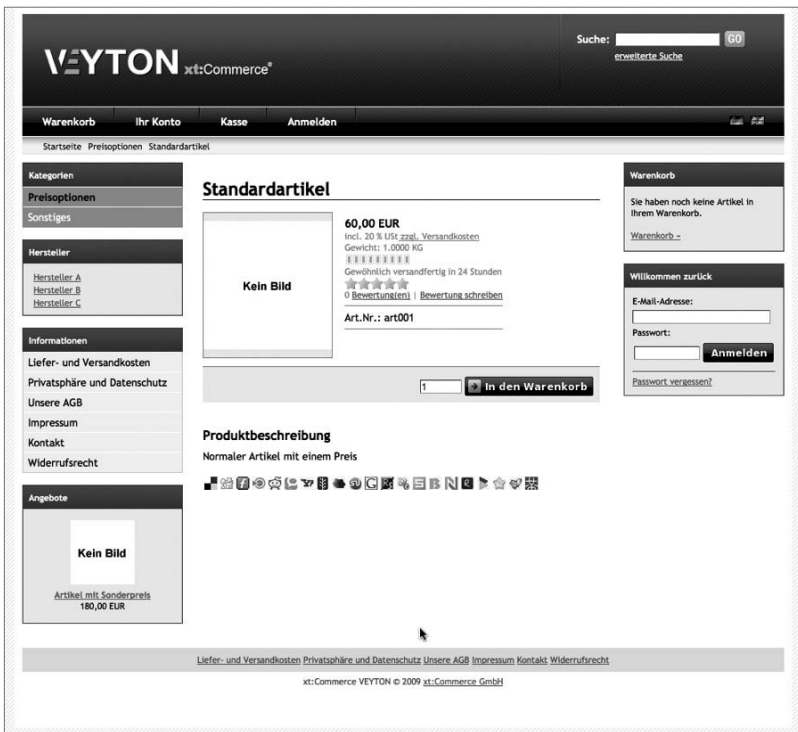 Suche: GO
erweiterte Suche
VEYTON xt:Commerce®
Warenkorb Ihr Konto Kasse Anmelden
Startseite Preisoptionen Standardartikel
Kategorien
Preisoptionen
Sonstiges
Hersteller
Hersteller A
Hersteller B
Hersteller C
Informationen
Liefer- und Versandkosten
Privatsphäre und Datenschutz
Unsere AGB
Impressum
Kontakt
Widerrufsrecht
Angebote
Kein Bild
Artikel mit Sonderpreis
180,00 EUR
Standardartikel
Kein Bild
60,00 EUR
incl. 20 % USt zzgl. Versandkosten
Gewicht: 1.0000 KG
Gewöhnlich versandfertig in 24 Stunden
0 Bewertung(en) | Bewertung schreiben
Art.Nr.: art001
1 In den Warenkorb
Produktbeschreibung
Normaler Artikel mit einem Preis
Warenkorb
Sie haben noch keine Artikel in
Ihrem Warenkorb.
Warenkorb »
Willkommen zurück
E-Mail-Adresse:
Passwort:
Anmelden
Passwort vergessen?
Liefer- und Versandkosten Privatsphäre und Datenschutz Unsere AGB Impressum Kontakt Widerrufsrecht
xt:Commerce VEYTON © 2009 xt:Commerce GmbH